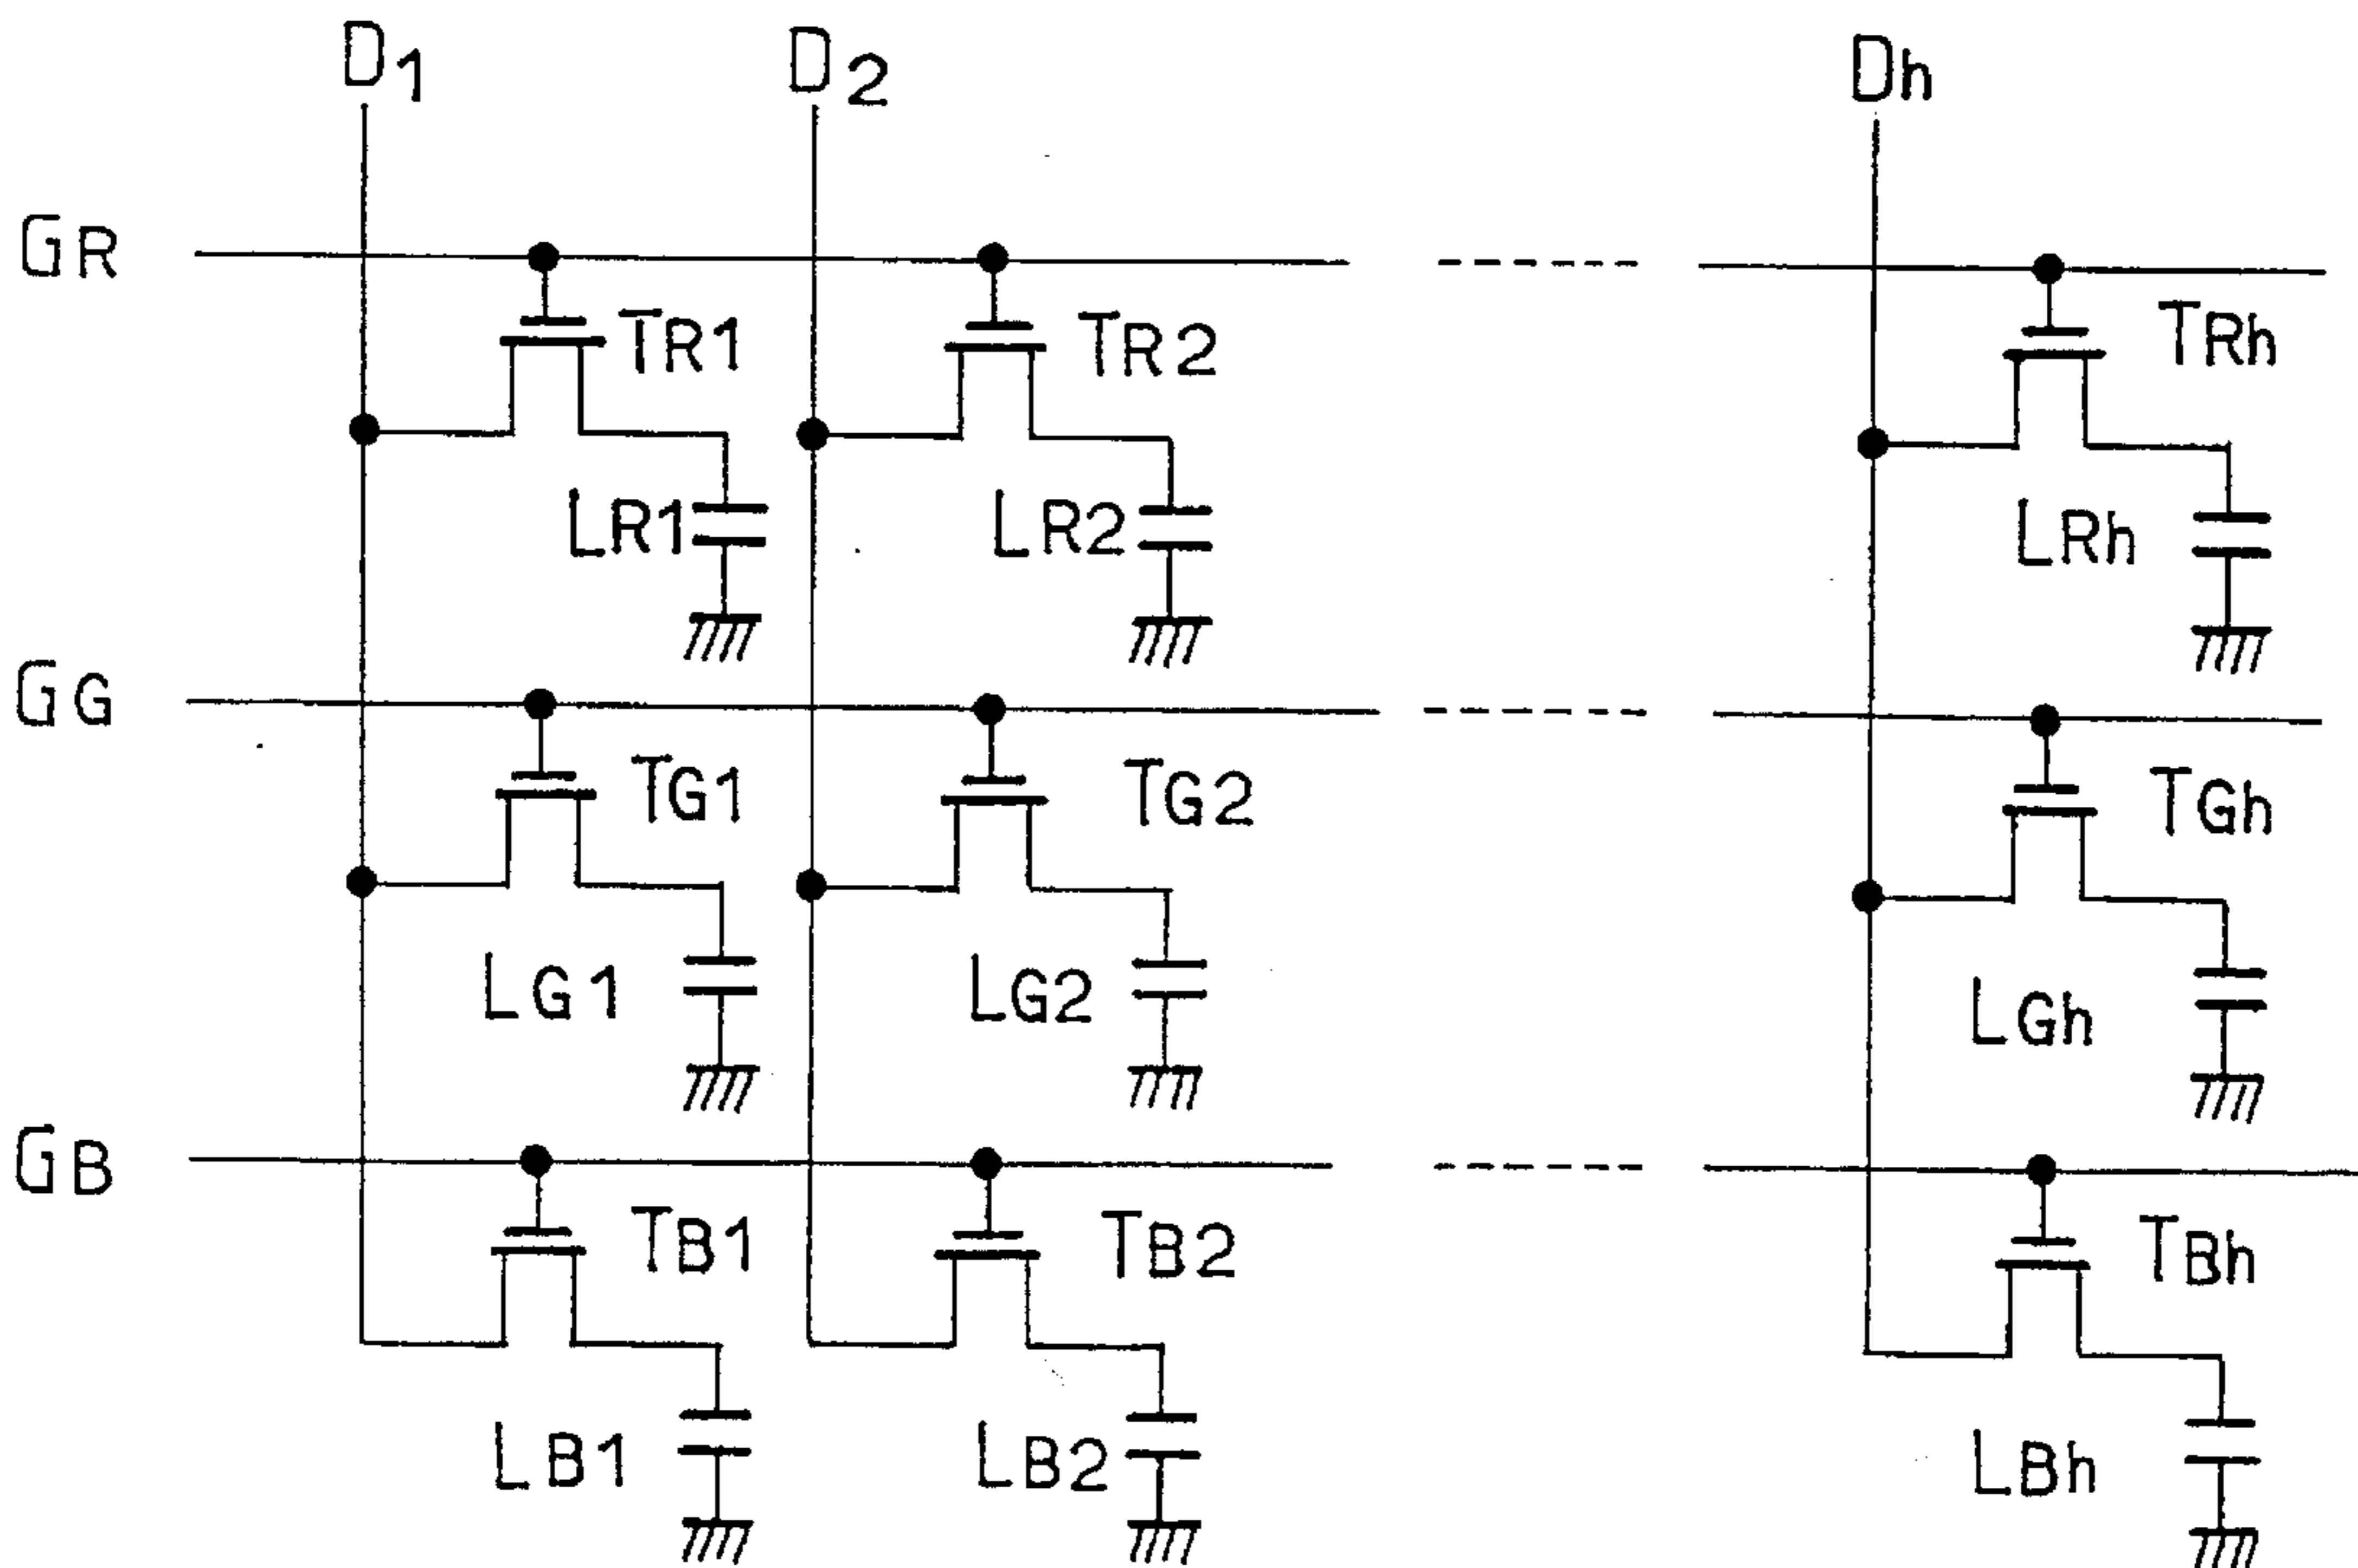 D1 D2 Dh
GR
TR1 TR2 TRh
LR1 LR2 LRh
GG
TG1 TG2 TGh
LG1 LG2 LGh
GB
TB1 TB2 TBh
LB1 LB2 LBh